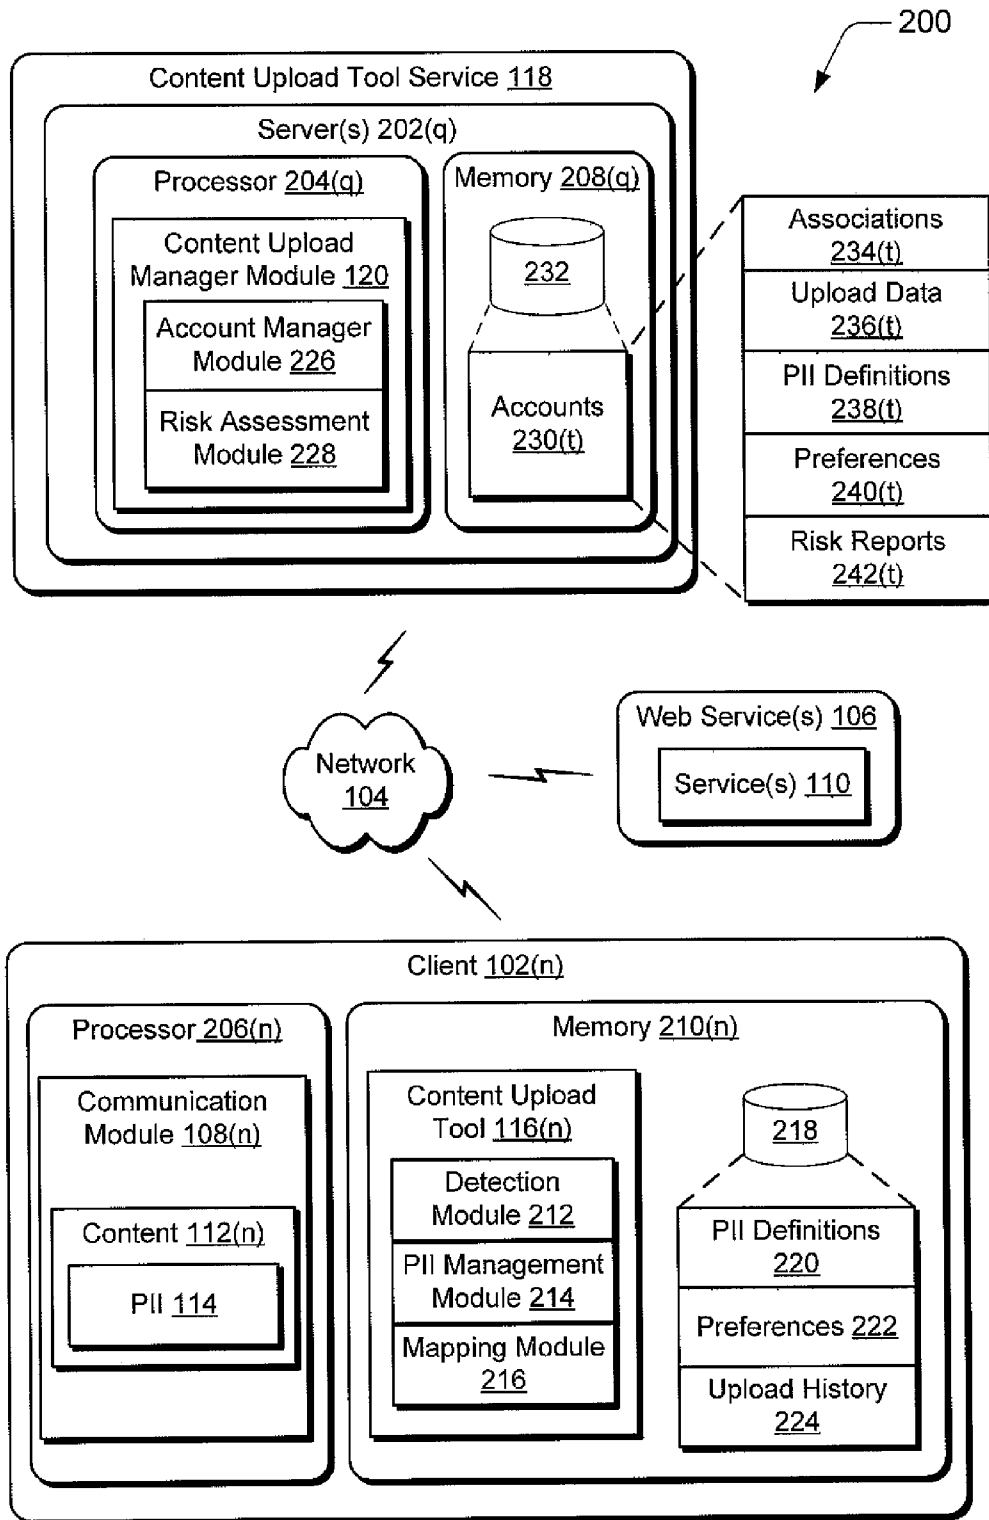 200
Content Upload Tool Service 118
Server(s) 202(q)
Processor 204(q)
Content Upload
Manager Module 120
Account Manager
Module 226
Risk Assessment
Module 228
Memory 208(q)
232
Accounts
230(t)
Associations
234(t)
Upload Data
236(t)
PII Definitions
238(t)
Preferences
240(t)
Risk Reports
242(t)
Network
104
Web Service(s) 106
Service(s) 110
Client 102(n)
Processor 206(n)
Communication
Module 108(n)
Content 112(n)
PII 114
Memory 210(n)
Content Upload
Tool 116(n)
Detection
Module 212
PII Management
Module 214
Mapping Module
216
218
PII Definitions
220
Preferences 222
Upload History
224